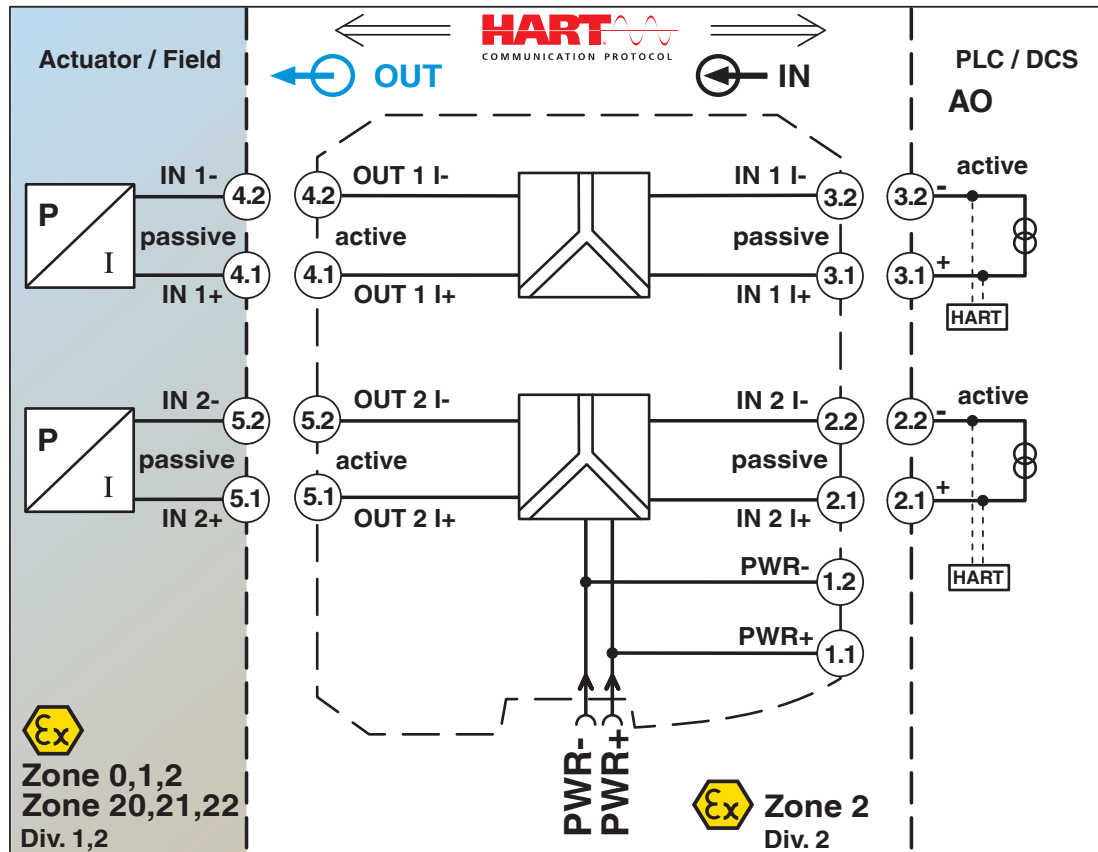 HART
COMMUNICATION PROTOCOL
Actuator / Field
OUT
IN
PLC / DCS
AO
IN 1-
4.2
4.2
OUT 1 I-
IN 1 I-
3.2
3.2
-
active
P
I
passive
active
passive
4.1
4.1
3.1
3.1
+
IN 1+
OUT 1 I+
IN 1 I+
HART
IN 2-
5.2
5.2
OUT 2 I-
IN 2 I-
2.2
2.2
-
active
P
I
passive
active
passive
5.1
5.1
2.1
2.1
+
IN 2+
OUT 2 I+
IN 2 I+
HART
PWR-
1.2
PWR+
1.1
PWR-
PWR+
Ex
Zone 0,1,2
Zone 20,21,22
Div. 1,2
Ex
Zone 2
Div. 2